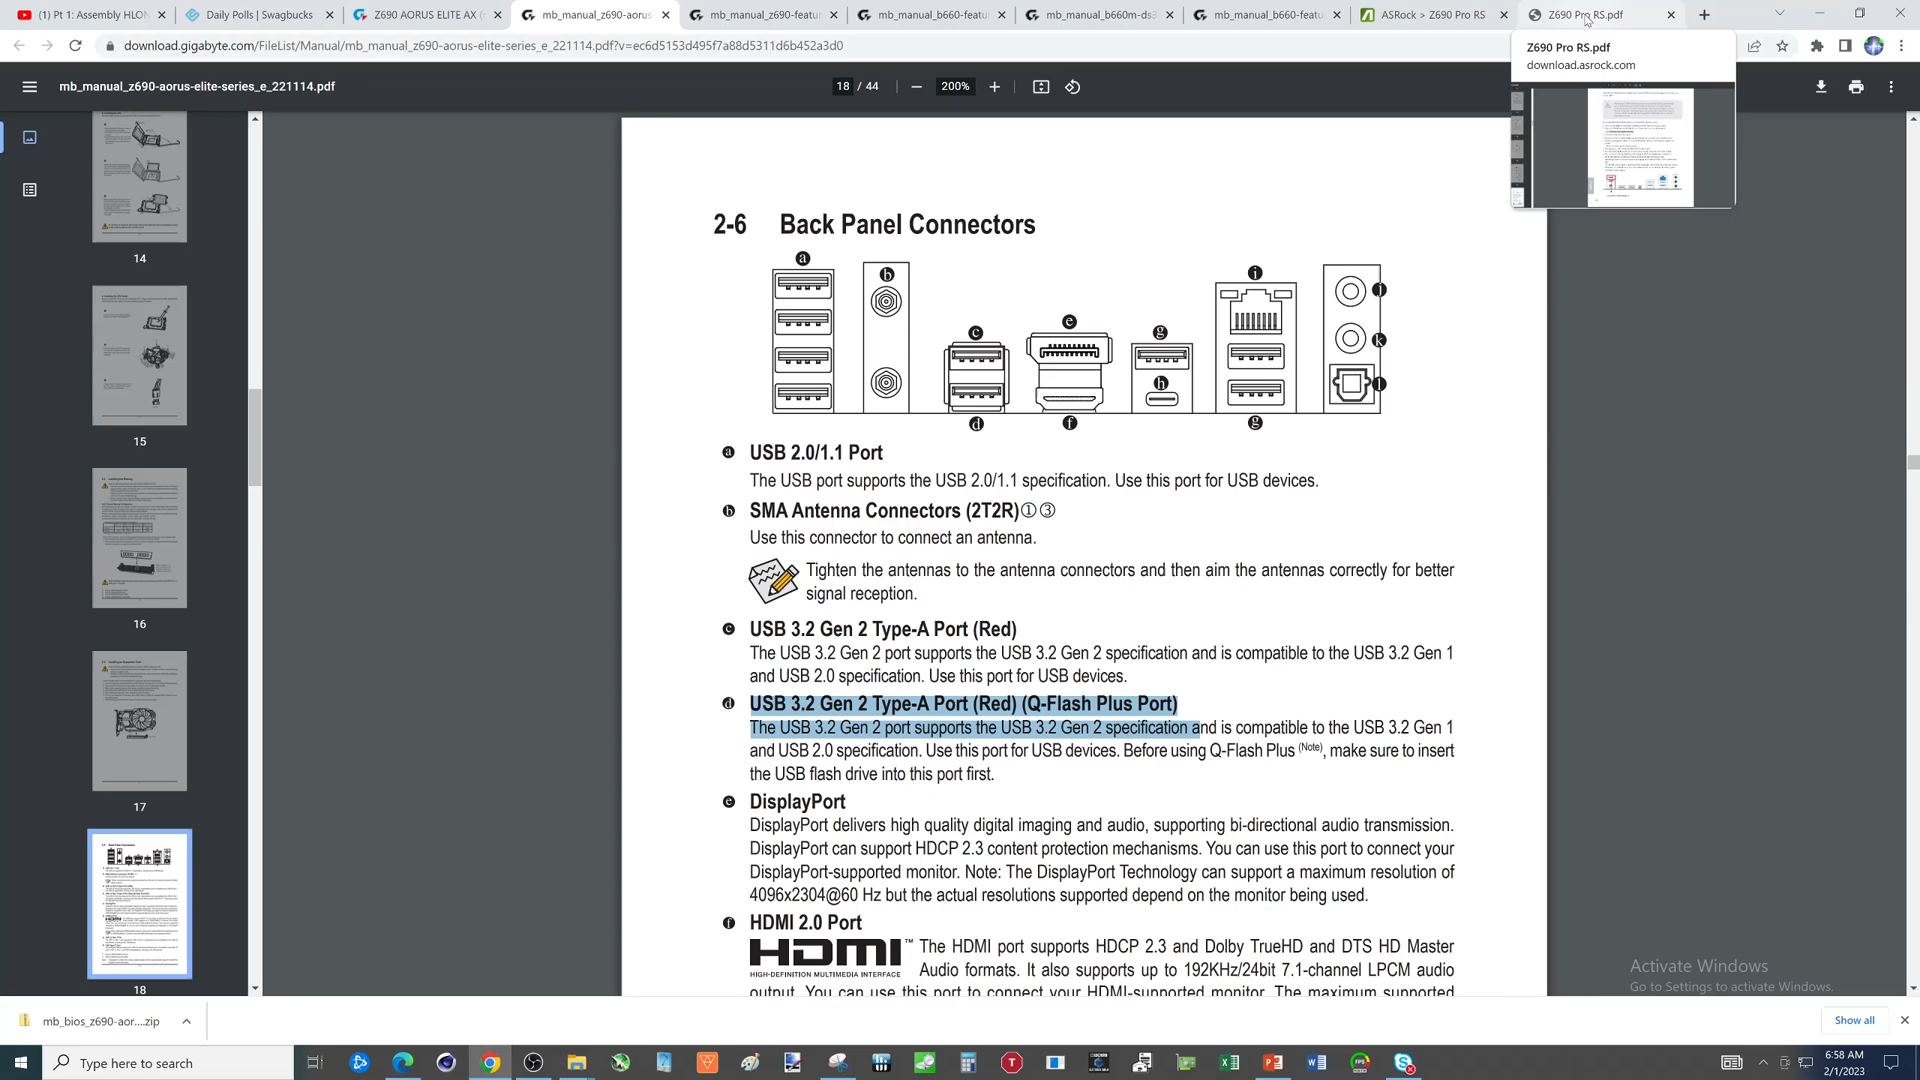 (1) Pt 1: Assembly HLON
Daily Polls | Swagbucks
Z690 AORUS ELITE AX (r
mb_manual_z690-aorus-
mb_manual_z690-featur
mb_manual_b660-featu
mb_manual_b660m-ds3
mb_manual_b660-featu
ASRock > Z690 Pro RS
Z690 Pro RS.pdf
download.gigabyte.com/FileList/Manual/mb_manual_z690-aorus-elite-series_e_221114.pdf?v=ec6d5153d495f7a88d5311d6b452a3d0
Z690 Pro RS.pdf
download.asrock.com
mb_manual_z690-aorus-elite-series_e_221114.pdf
18 / 44
200%
14
15
16
17
18
2-6 Back Panel Connectors
a
b
c
d
e
f
g
h
i
g
j
k
l
a USB 2.0/1.1 Port
The USB port supports the USB 2.0/1.1 specification. Use this port for USB devices.
b SMA Antenna Connectors (2T2R)①③
Use this connector to connect an antenna.
Tighten the antennas to the antenna connectors and then aim the antennas correctly for better
signal reception.
c USB 3.2 Gen 2 Type-A Port (Red)
The USB 3.2 Gen 2 port supports the USB 3.2 Gen 2 specification and is compatible to the USB 3.2 Gen 1
and USB 2.0 specification. Use this port for USB devices.
d USB 3.2 Gen 2 Type-A Port (Red) (Q-Flash Plus Port)
The USB 3.2 Gen 2 port supports the USB 3.2 Gen 2 specification and is compatible to the USB 3.2 Gen 1
and USB 2.0 specification. Use this port for USB devices. Before using Q-Flash Plus (Note), make sure to insert
the USB flash drive into this port first.
e DisplayPort
DisplayPort delivers high quality digital imaging and audio, supporting bi-directional audio transmission.
DisplayPort can support HDCP 2.3 content protection mechanisms. You can use this port to connect your
DisplayPort-supported monitor. Note: The DisplayPort Technology can support a maximum resolution of
4096x2304@60 Hz but the actual resolutions supported depend on the monitor being used.
f HDMI 2.0 Port
HDMI™ The HDMI port supports HDCP 2.3 and Dolby TrueHD and DTS HD Master
HIGH-DEFINITION MULTIMEDIA INTERFACE Audio formats. It also supports up to 192KHz/24bit 7.1-channel LPCM audio
output. You can use this port to connect your HDMI-supported monitor. The maximum supported
Activate Windows
Go to Settings to activate Windows.
mb_bios_z690-aor....zip
Show all
Type here to search
6:58 AM
2/1/2023